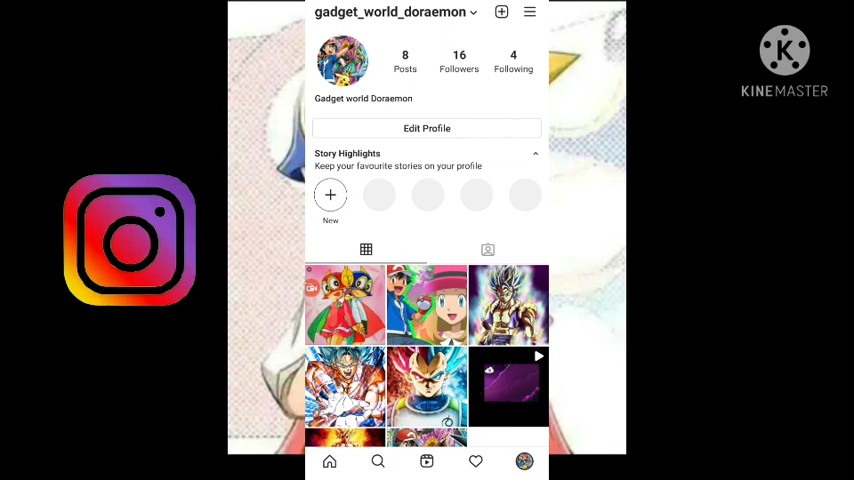 gadget_world_doraemon
8 16 4
Posts Followers Following
Gadget world Doraemon
Edit Profile
Story Highlights
Keep your favourite stories on your profile
New
KINEMASTER